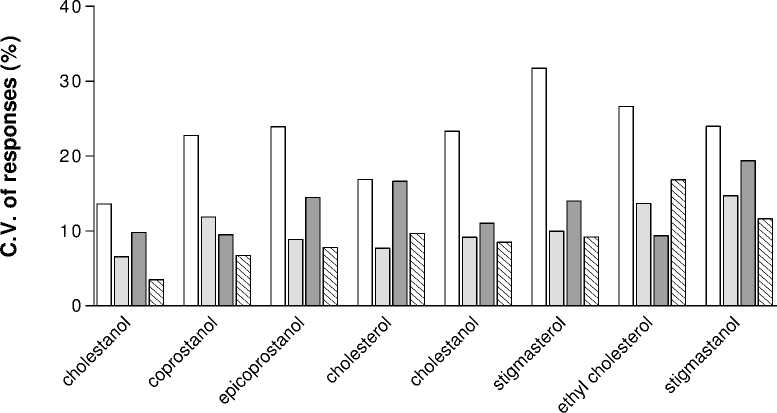 40
30
20
10
0
C.V. of responses (%)
cholestanol
coprostanol
epicoprostanol
cholesterol
cholestanol
stigmasterol
ethyl cholesterol
stigmastanol